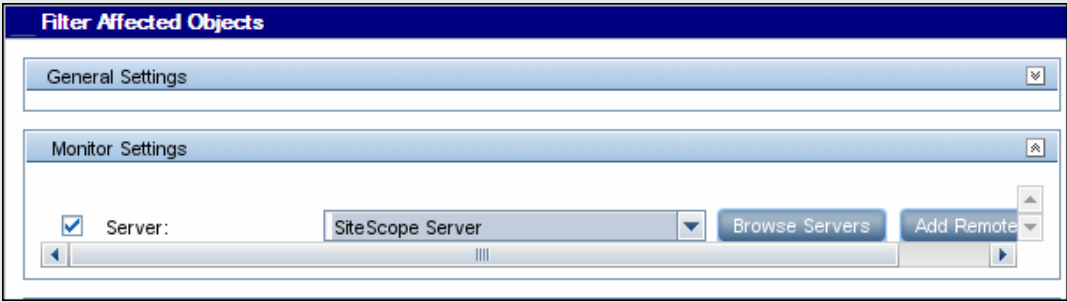 Filter Affected Objects
General Settings
Monitor Settings
Server: SiteScope Server Browse Servers Add Remote